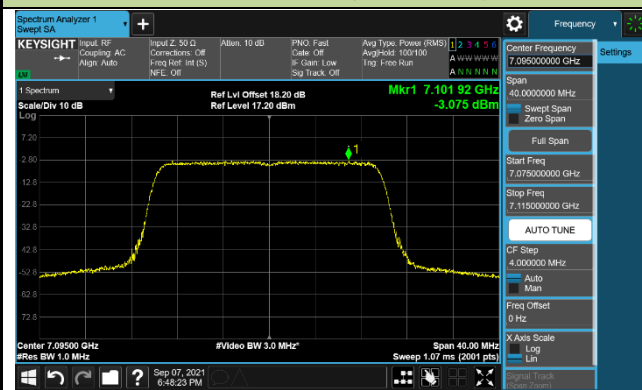 Spectrum Analyzer 1
Swept SA
Frequency
KEYSIGHT
Input: RF
Coupling: AC
Align: Auto
Input Z: 50 Ω
Corrections: Off
Freq Ref: Int (S)
NFE: Off
Atten: 10 dB
PNO: Fast
Gate: Off
IF Gain: Low
Sig Track: Off
Avg Type: Power (RMS)
Avg|Hold: 100/100
Trig: Free Run
1 2 3 4 5 6
A W W W W W
A N N N N N
LXI
1 Spectrum
Scale/Div 10 dB
Log
Ref Lvl Offset 18.20 dB
Ref Level 17.20 dBm
Mkr1 7.101 92 GHz
-3.075 dBm
1
7.20
-2.80
-12.8
-22.8
-32.8
-42.8
-52.8
-62.8
-72.8
Center 7.09500 GHz
#Res BW 1.0 MHz
#Video BW 3.0 MHz*
Span 40.00 MHz
Sweep 1.07 ms (2001 pts)
Sep 07, 2021
6:48:23 PM
Center Frequency
7.095000000 GHz
Span
40.0000000 MHz
Swept Span
Zero Span
Full Span
Start Freq
7.075000000 GHz
Stop Freq
7.115000000 GHz
AUTO TUNE
CF Step
4.000000 MHz
Auto
Man
Freq Offset
0 Hz
X Axis Scale
Log
Lin
Signal Track
(Span Zoom)
Settings